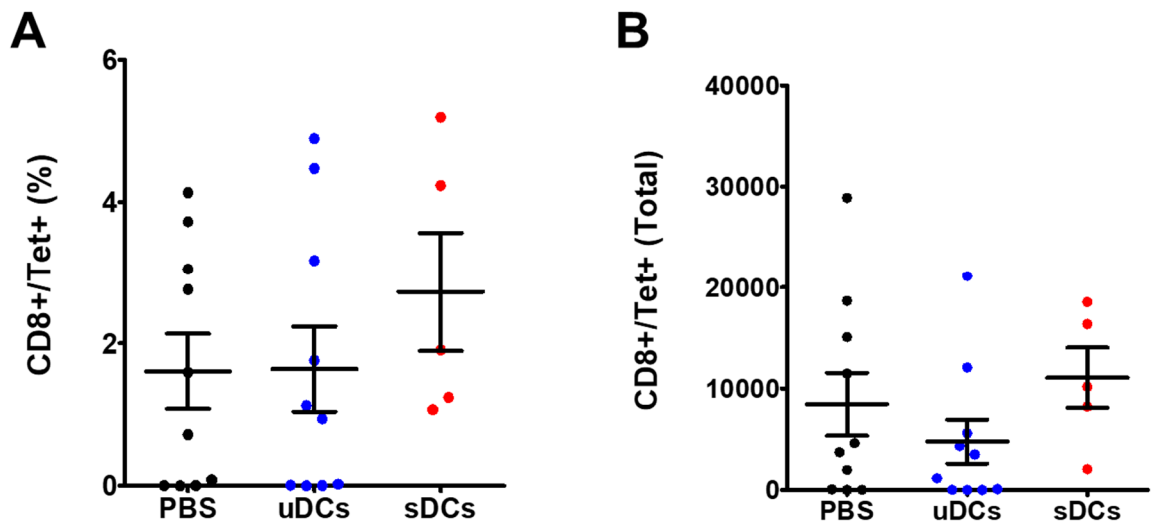 A
CD8+/Tet+ (%)
6
4
2
0
PBS uDCs sDCs
B
CD8+/Tet+ (Total)
40000
30000
20000
10000
0
PBS uDCs sDCs